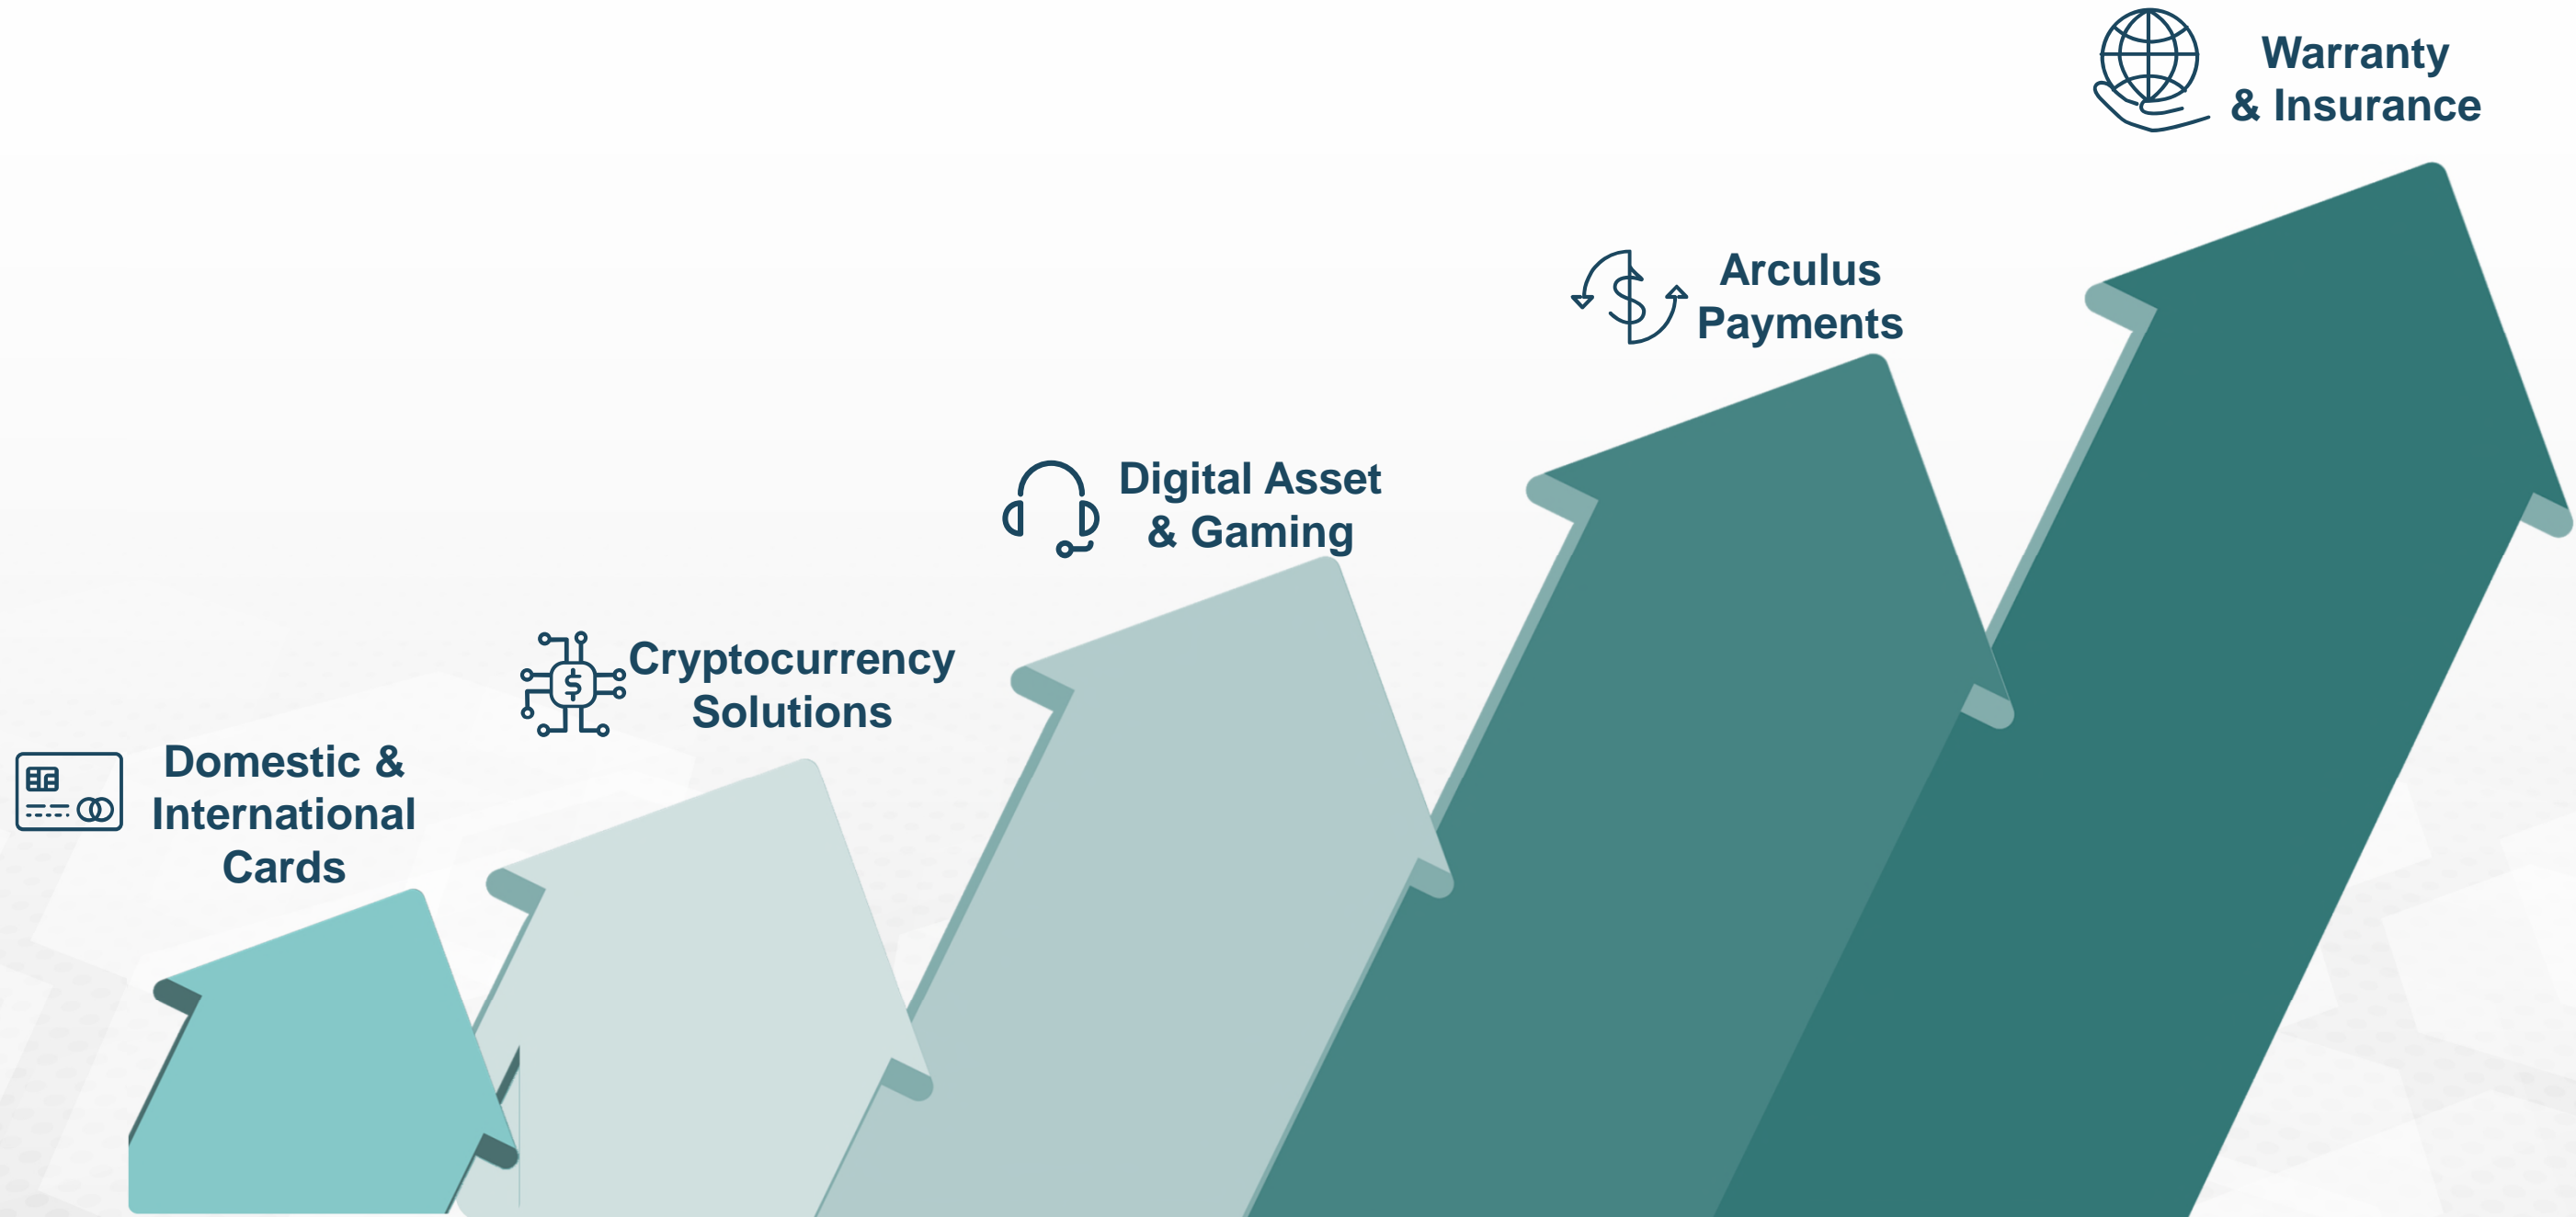 Warranty
& Insurance
Arculus
Payments
Digital Asset
& Gaming
Cryptocurrency
Solutions
Domestic &
International
Cards